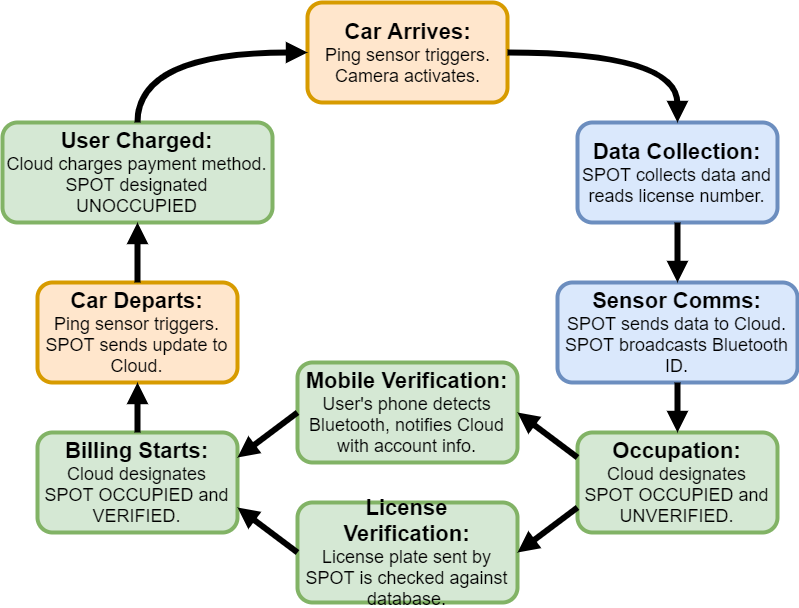 Car Arrives:
Ping sensor triggers.
Camera activates.
Data Collection:
SPOT collects data and
reads license number.
Sensor Comms:
SPOT sends data to Cloud.
SPOT broadcasts Bluetooth
ID.
Occupation:
Cloud designates
SPOT OCCUPIED and
UNVERIFIED.
Mobile Verification:
User's phone detects
Bluetooth, notifies Cloud
with account info.
License
Verification:
License plate sent by
SPOT is checked against
database.
Billing Starts:
Cloud designates
SPOT OCCUPIED and
VERIFIED.
Car Departs:
Ping sensor triggers.
SPOT sends update to
Cloud.
User Charged:
Cloud charges payment method.
SPOT designated
UNOCCUPIED